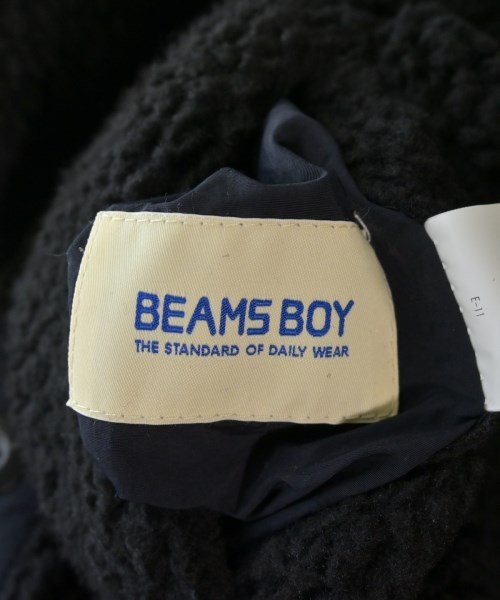 BEAMS BOY
THE STANDARD OF DAILY WEAR
E-11